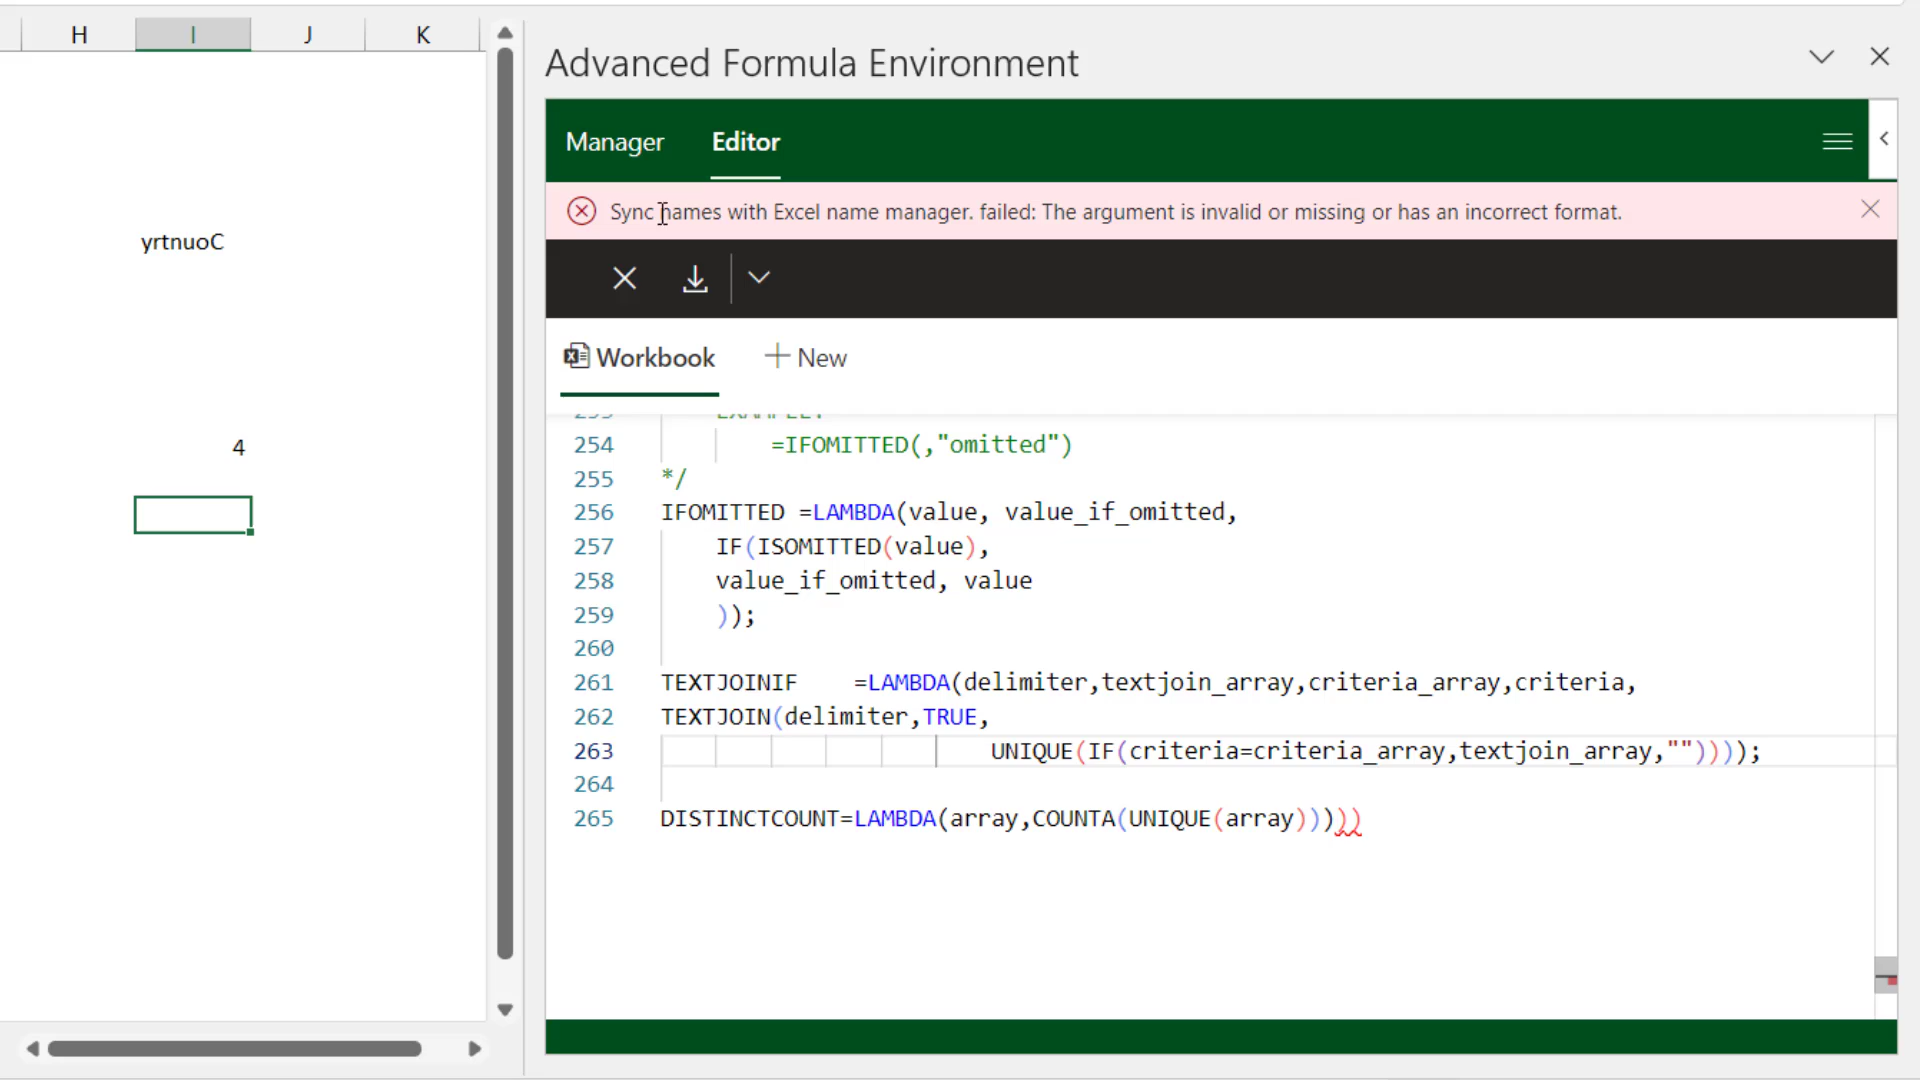 H I J K
Advanced Formula Environment
Manager Editor
Sync names with Excel name manager. failed: The argument is invalid or missing or has an incorrect format.
yrtnuoC
Workbook New
EXAMPLE:
254 =IFOMITTED(,"omitted")
4
255 */
256 IFOMITTED =LAMBDA(value, value_if_omitted,
257 IF(ISOMITTED(value),
258 value_if_omitted, value
259 ));
260
261 TEXTJOINIF =LAMBDA(delimiter,textjoin_array,criteria_array,criteria,
262 TEXTJOIN(delimiter,TRUE,
263 UNIQUE(IF(criteria=criteria_array,textjoin_array,""))));
264
265 DISTINCTCOUNT=LAMBDA(array,COUNTA(UNIQUE(array)))))